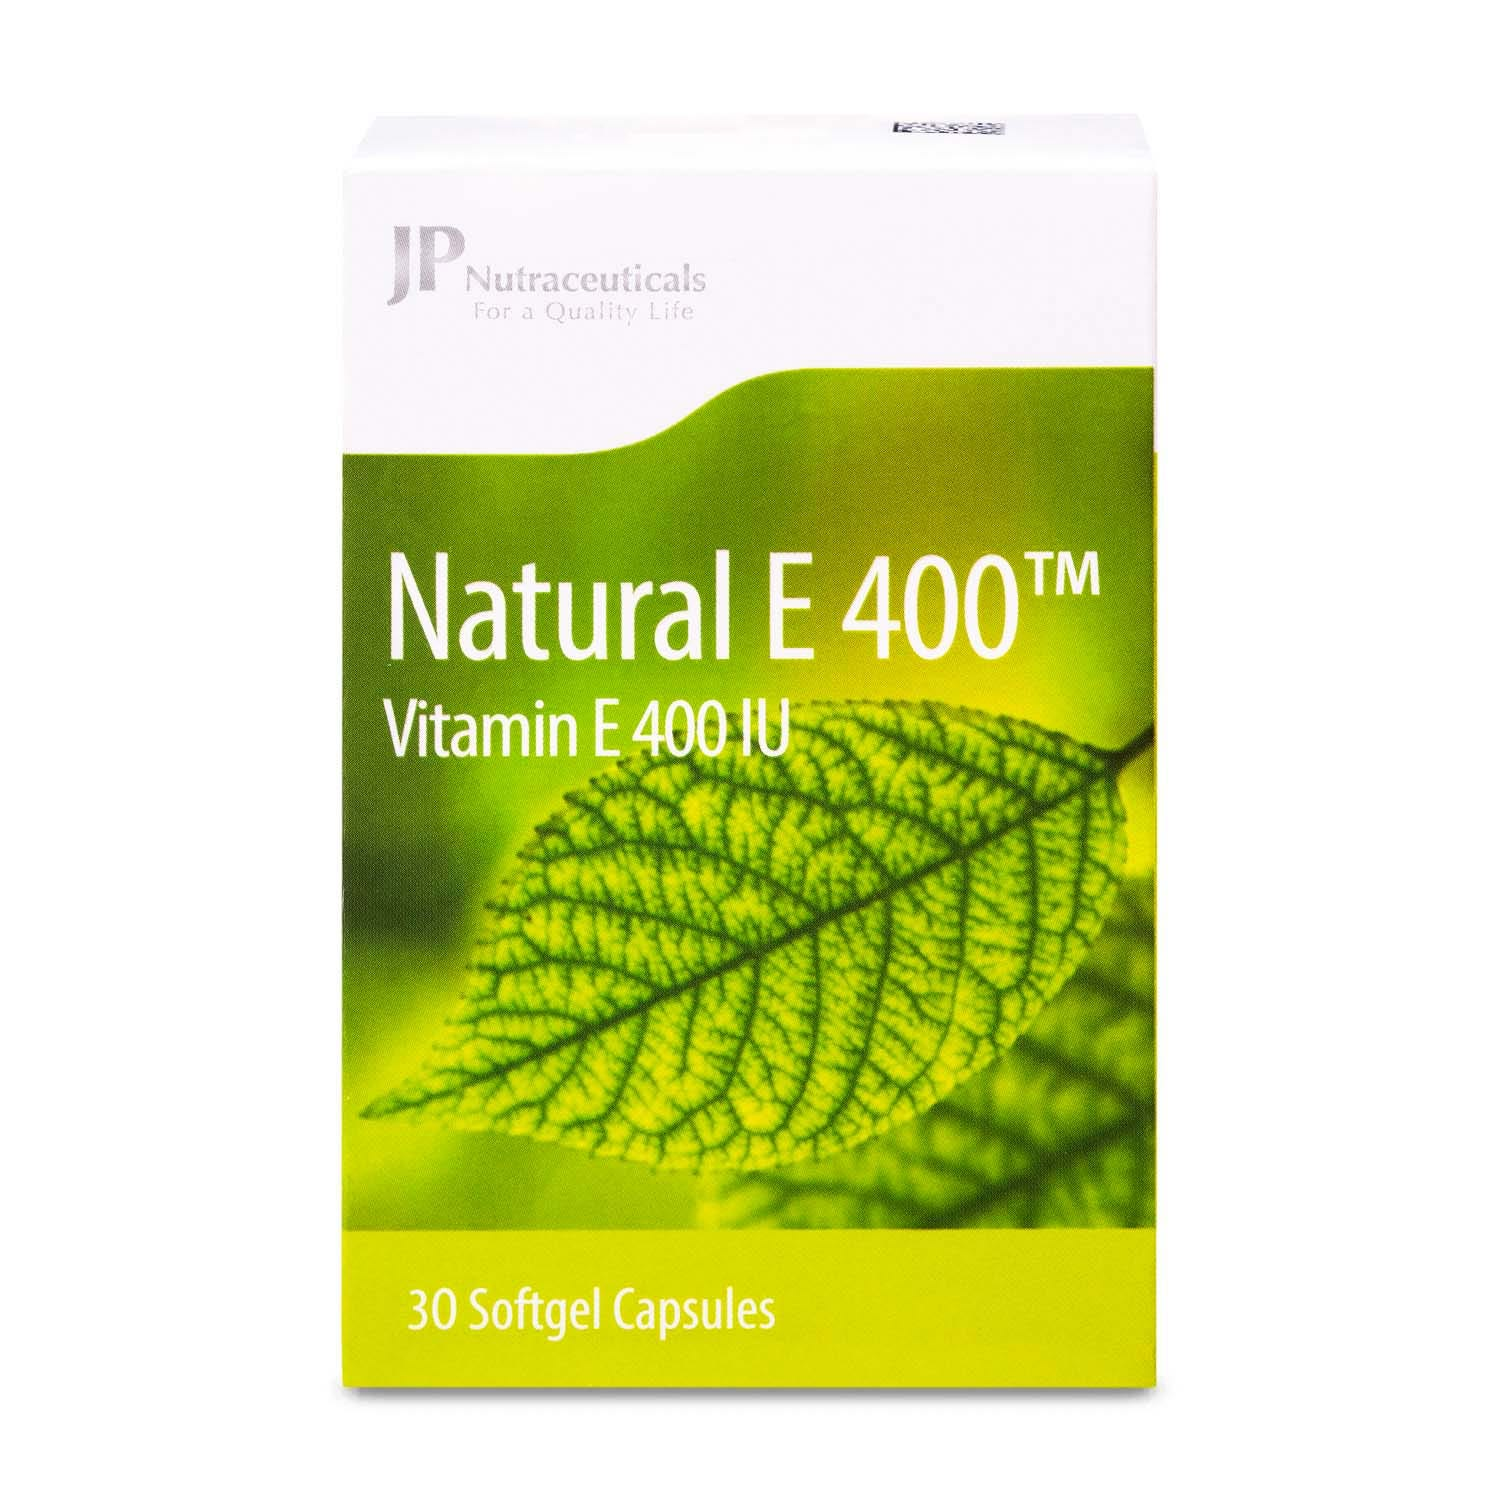 JP Nutraceuticals
For a Quality Life
Natural E 400™
Vitamin E 400 IU
30 Softgel Capsules